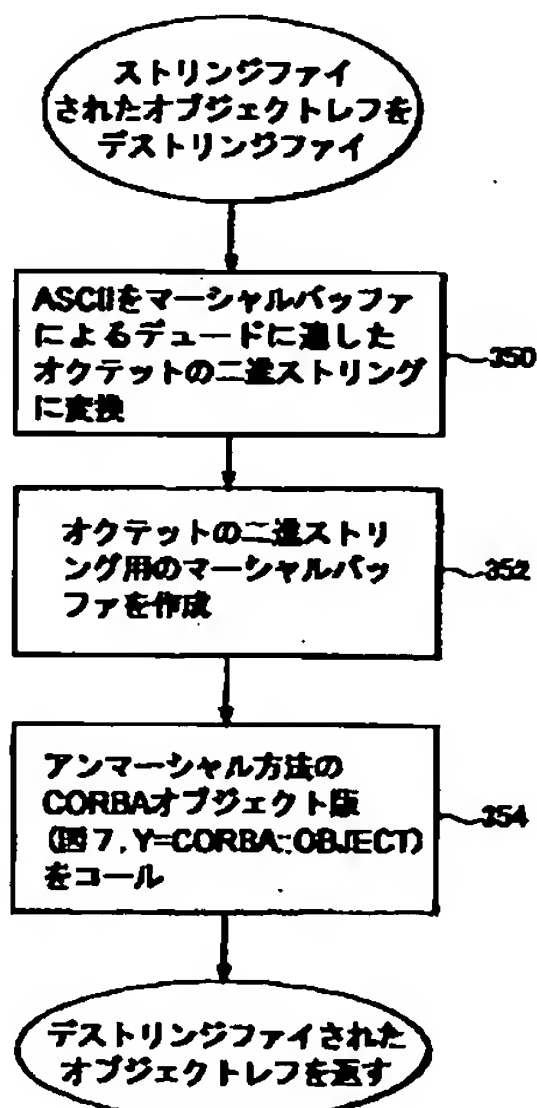 ストリングファイ
されたオブジェクトレフを
デストリングファイ
ASCIIをマーシャルバッファ
によるデュードに適した
オクテットの二進ストリング
に変換
350
オクテットの二進ストリ
ング用のマーシャルバッ
ファを作成
352
アンマーシャル方法の
CORBAオブジェクト版
(図7,Y=CORBA::OBJECT)
をコール
354
デストリングファイされた
オブジェクトレフを返す